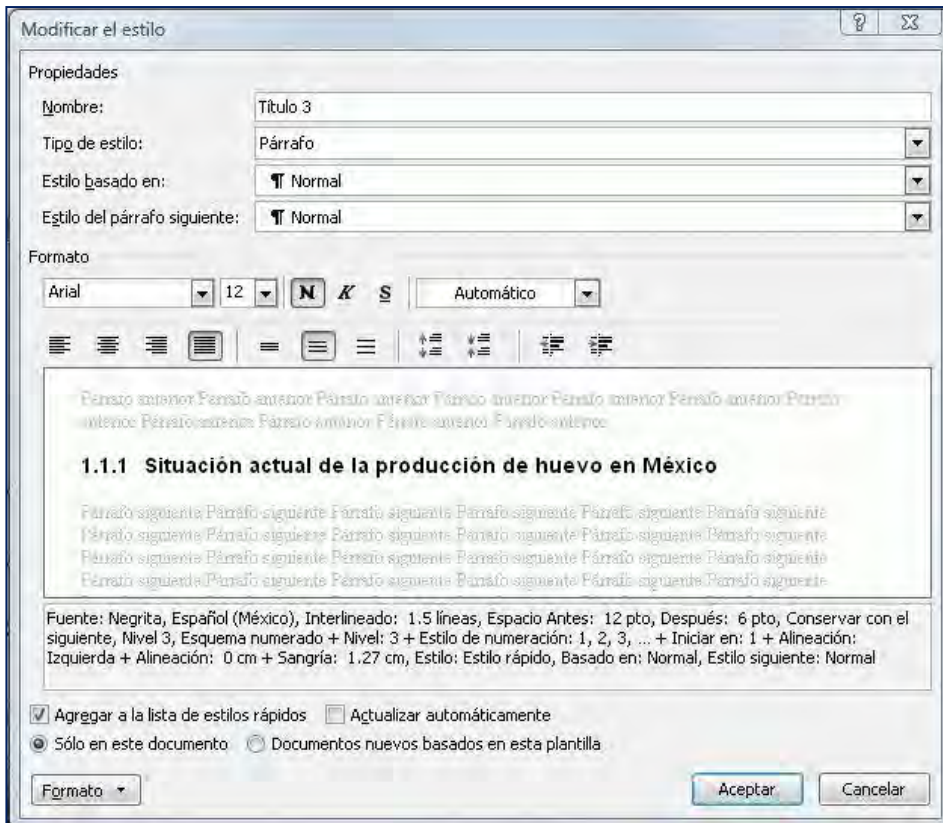 Modificar el estilo
Propiedades
Nombre: Título 3
Tipo de estilo: Párrafo
Estilo basado en: ¶ Normal
Estilo del párrafo siguiente: ¶ Normal
Formato
Arial 12 N K S Automático
Párrafo anterior Párrafo anterior Párrafo anterior Párrafo anterior Párrafo anterior Párrafo anterior Párrafo
anterior Párrafo anterior Párrafo anterior Párrafo anterior Párrafo anterior
1.1.1 Situación actual de la producción de huevo en México
Párrafo siguiente Párrafo siguiente Párrafo siguiente Párrafo siguiente Párrafo siguiente Párrafo siguiente
Párrafo siguiente Párrafo siguiente Párrafo siguiente Párrafo siguiente Párrafo siguiente Párrafo siguiente
Párrafo siguiente Párrafo siguiente Párrafo siguiente Párrafo siguiente Párrafo siguiente Párrafo siguiente
Párrafo siguiente Párrafo siguiente Párrafo siguiente Párrafo siguiente Párrafo siguiente Párrafo siguiente
Fuente: Negrita, Español (México), Interlineado: 1.5 líneas, Espacio Antes: 12 pto, Después: 6 pto, Conservar con el
siguiente, Nivel 3, Esquema numerado + Nivel: 3 + Estilo de numeración: 1, 2, 3, ... + Iniciar en: 1 + Alineación:
Izquierda + Alineación: 0 cm + Sangría: 1.27 cm, Estilo: Estilo rápido, Basado en: Normal, Estilo siguiente: Normal
Agregar a la lista de estilos rápidos Actualizar automáticamente
Sólo en este documento Documentos nuevos basados en esta plantilla
Formato Aceptar Cancelar